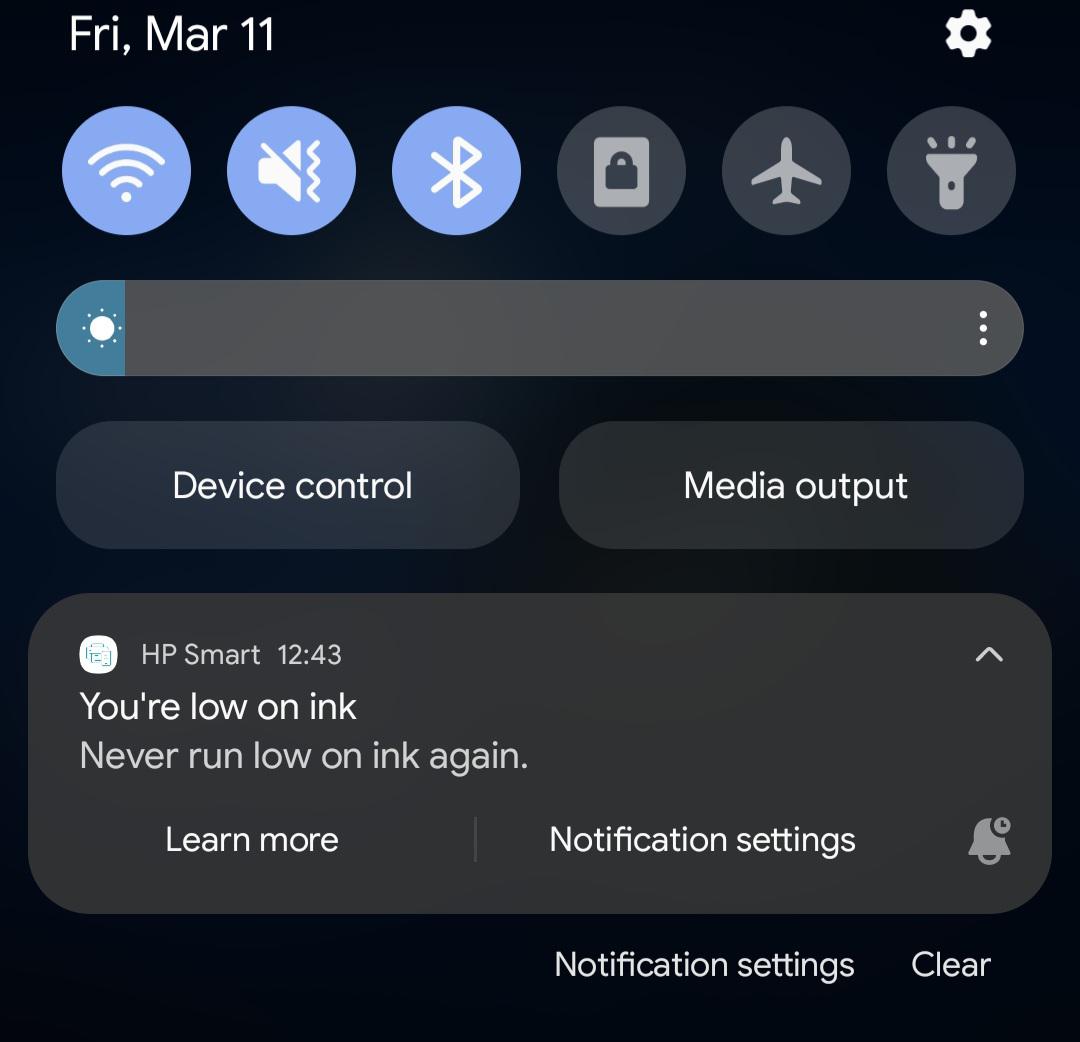 Fri, Mar 11
Device control
Media output
HP Smart 12:43
You're low on ink
Never run low on ink again.
Learn more
Notification settings
Notification settings
Clear